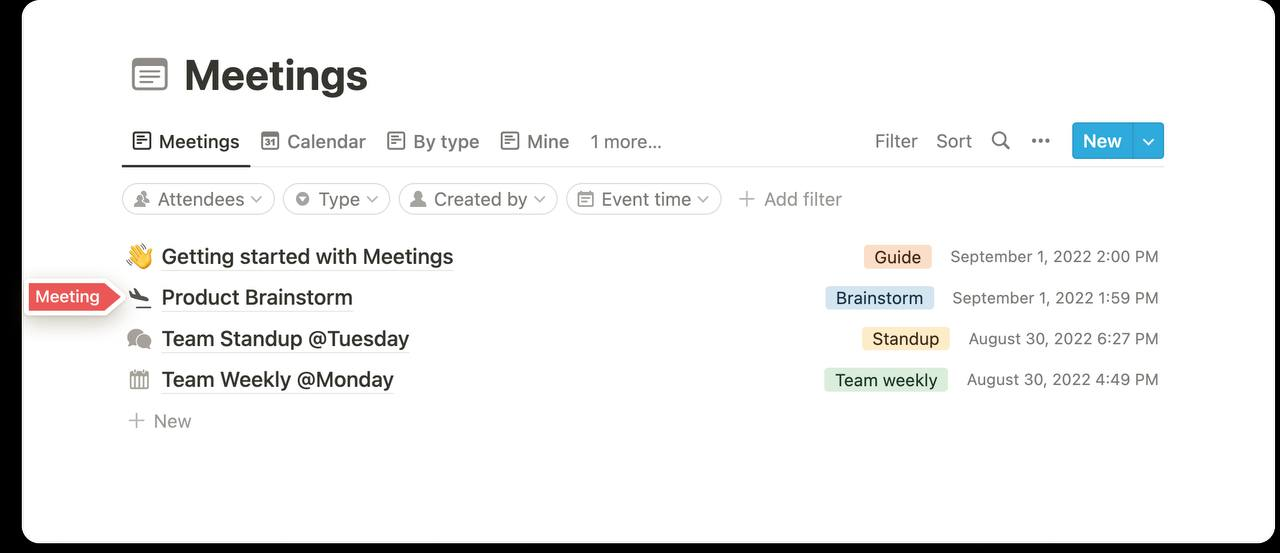 Meetings
Meetings 31 Calendar By type Mine 1 more... Filter Sort ••• New
Attendees Type Created by Event time + Add filter
Getting started with Meetings Guide September 1, 2022 2:00 PM
Meeting Product Brainstorm Brainstorm September 1, 2022 1:59 PM
Team Standup @Tuesday Standup August 30, 2022 6:27 PM
Team Weekly @Monday Team weekly August 30, 2022 4:49 PM
+ New